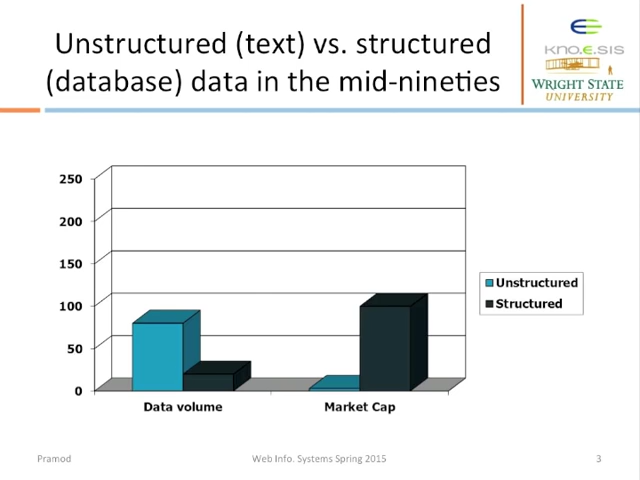 Unstructured (text) vs. structured
(database) data in the mid-nineties
kno.e.sis
WRIGHT STATE
UNIVERSITY
250
200
150
100
50
0
Data volume
Market Cap
Unstructured
Structured
Pramod
Web Info. Systems Spring 2015
3